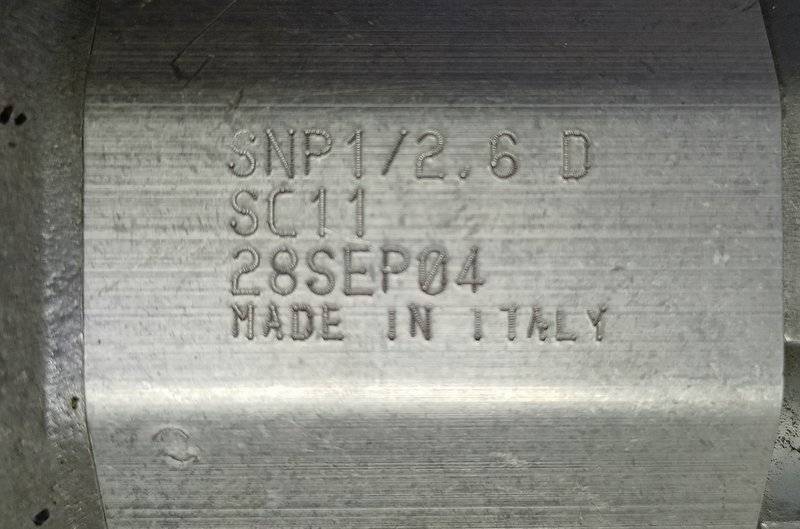 SNP1/2.6 D
SC11
28SEP04
MADE IN ITALY